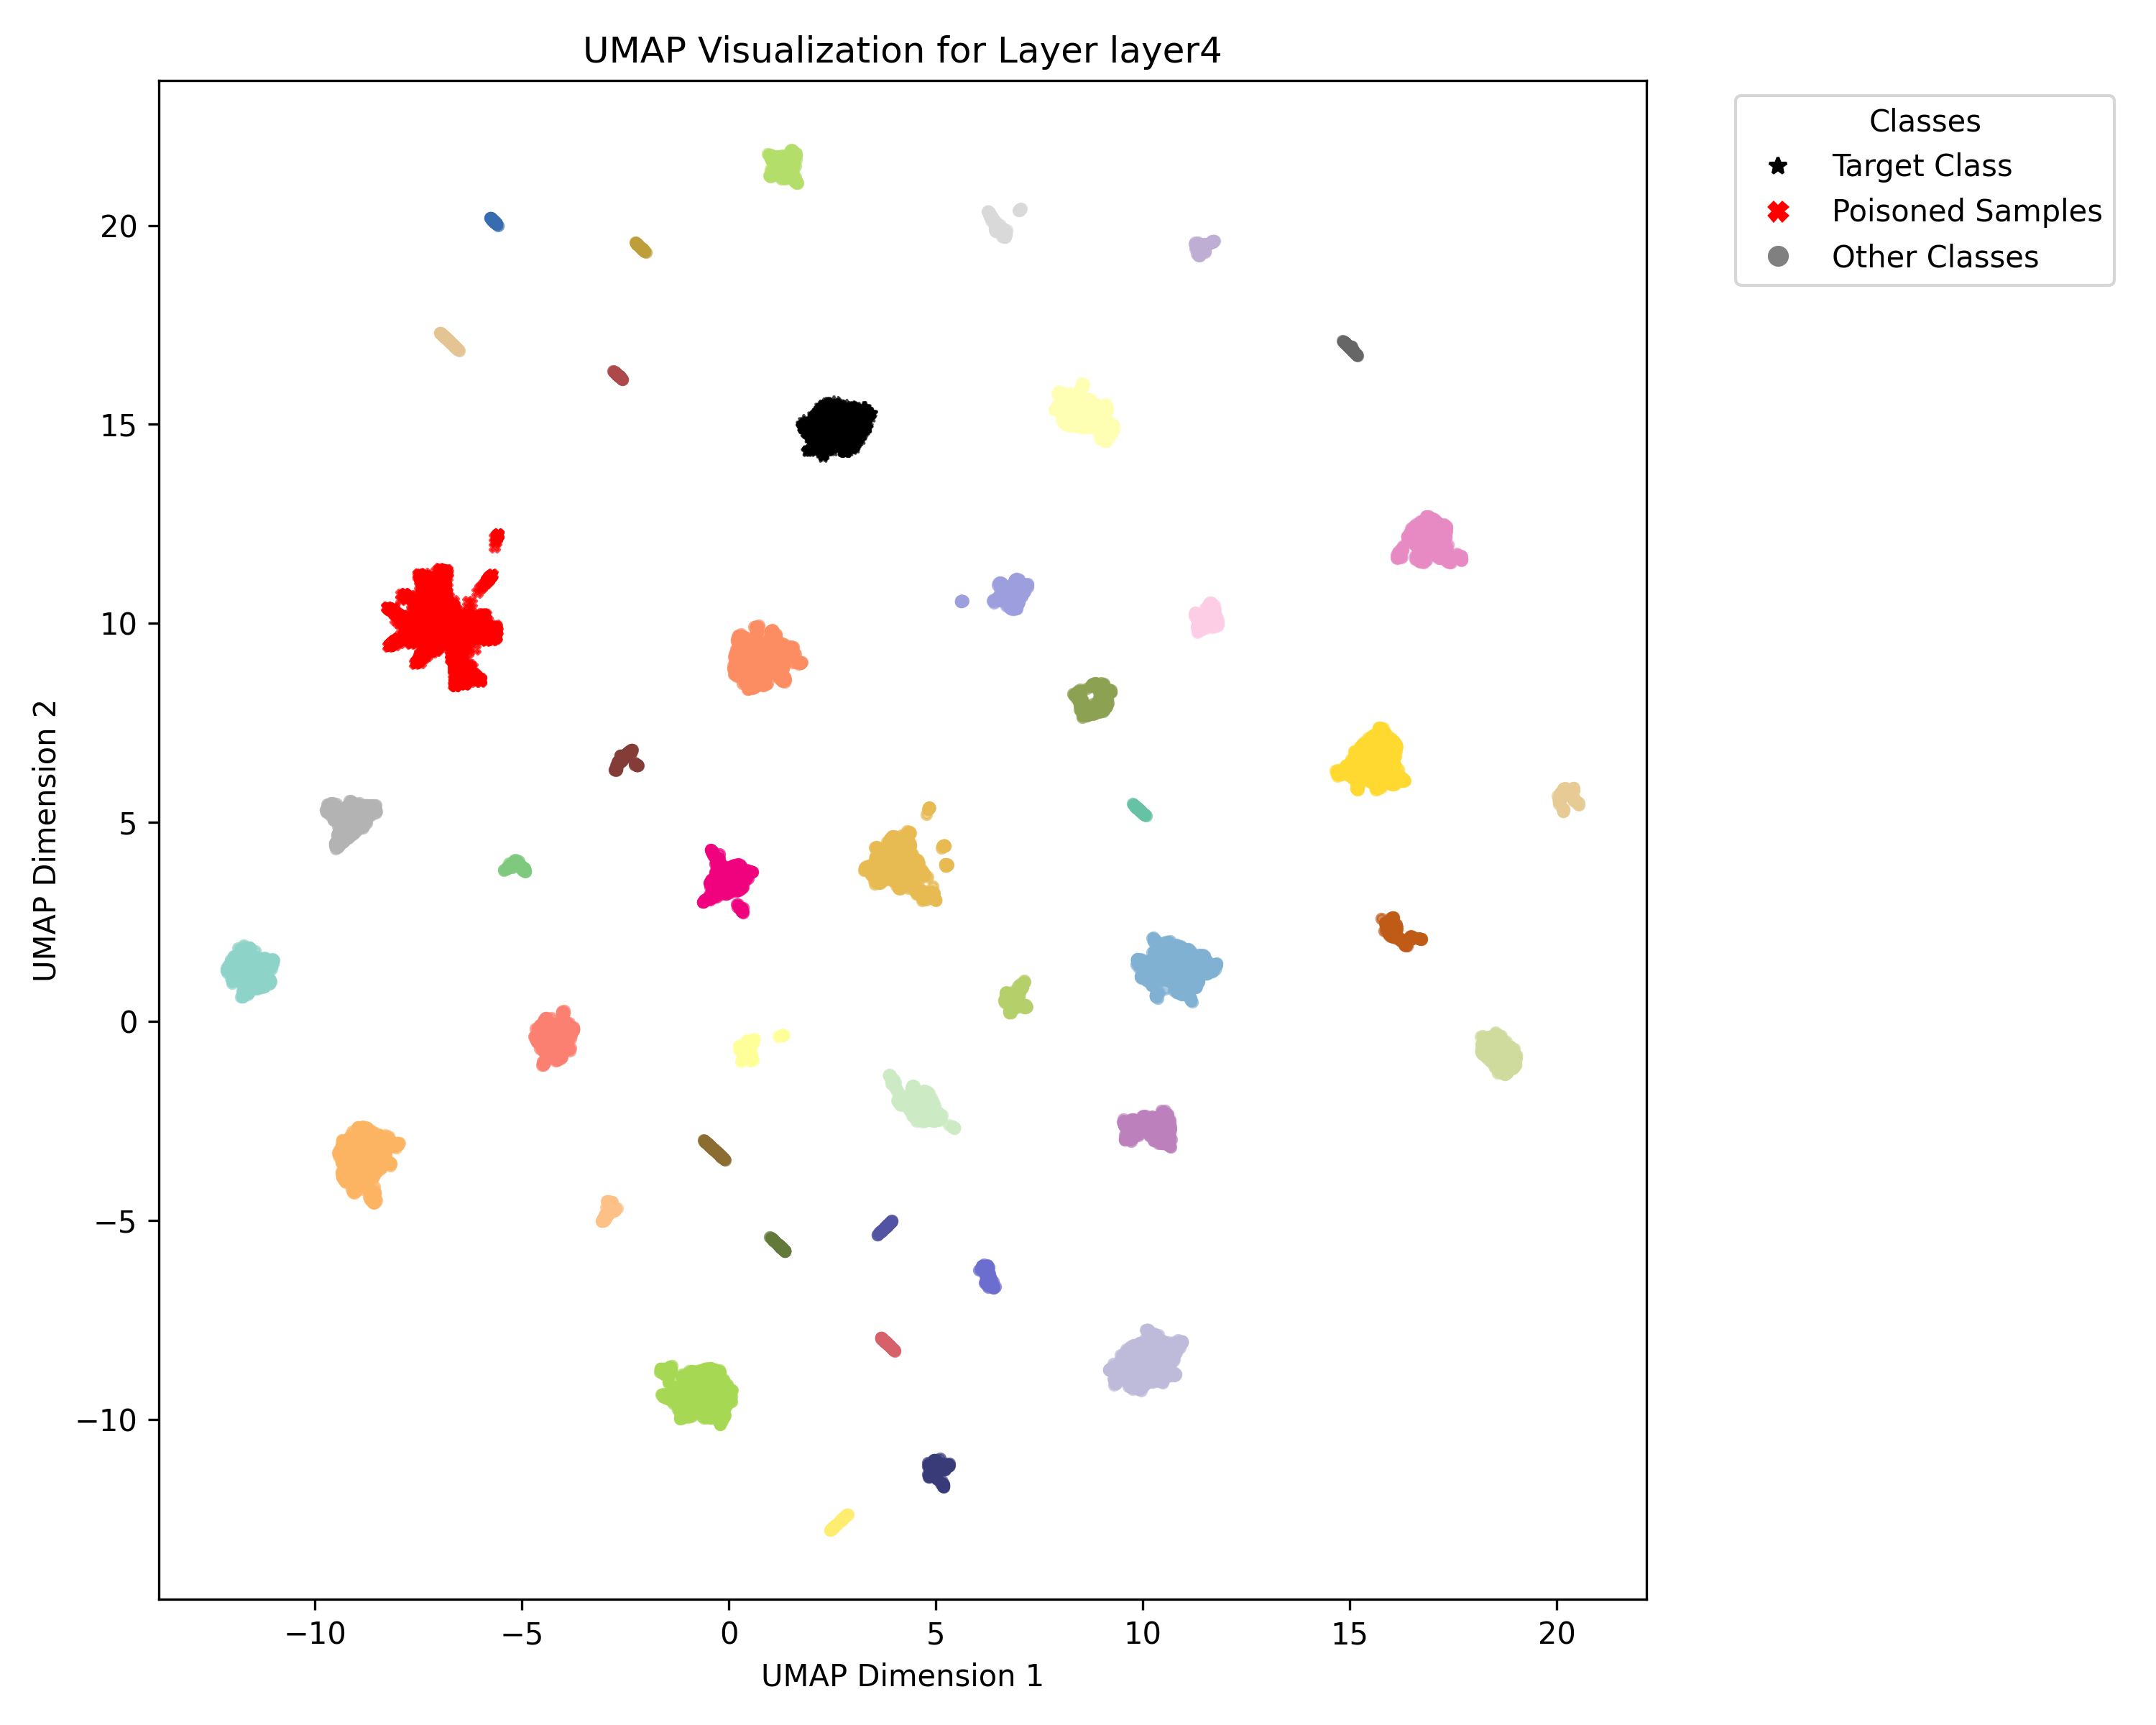 UMAP Visualization for Layer layer4
Classes
Target Class
Poisoned Samples
Other Classes
UMAP Dimension 2
20
15
10
5
0
−5
−10
−10
−5
0
5
10
15
20
UMAP Dimension 1